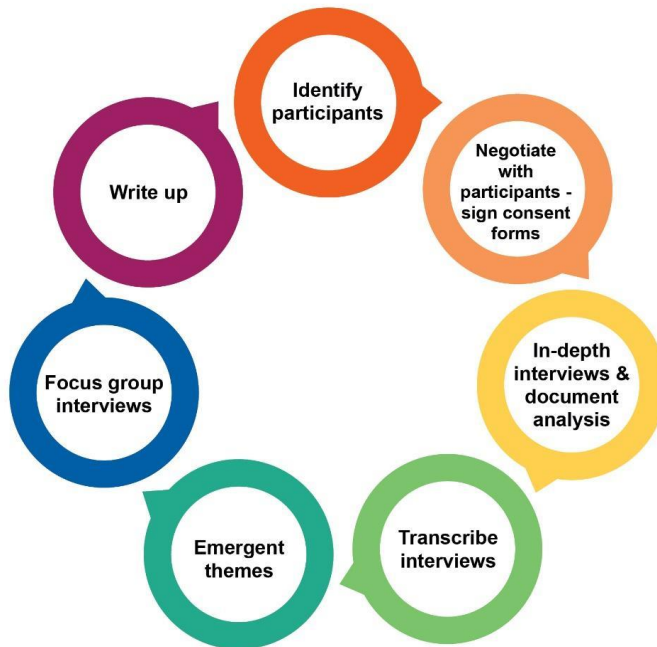 Identify
participants
Negotiate
with
participants -
sign consent
forms
In-depth
interviews &
document
analysis
Transcribe
interviews
Emergent
themes
Focus group
interviews
Write up